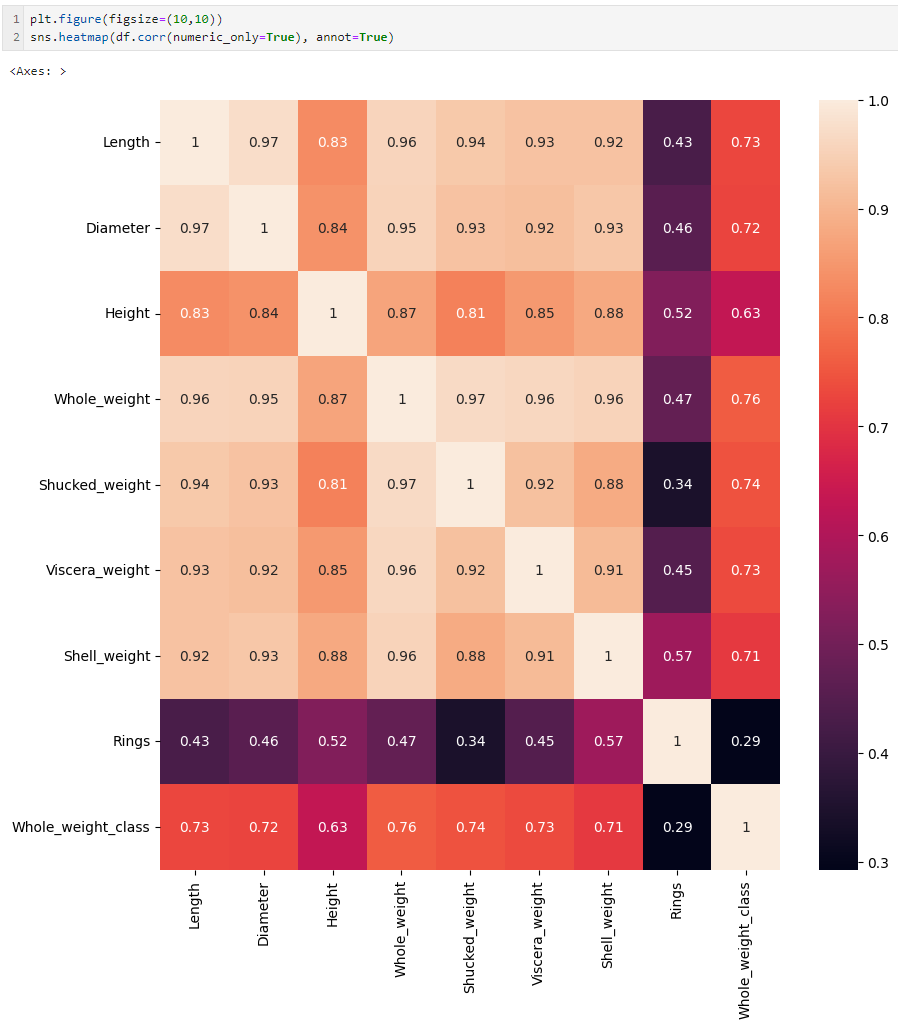 1 plt.figure(figsize=(10,10))
2 sns.heatmap(df.corr(numeric_only=True), annot=True)
<Axes: >
1.0
Length 1 0.97 0.83 0.96 0.94 0.93 0.92 0.43 0.73
0.9
Diameter 0.97 1 0.84 0.95 0.93 0.92 0.93 0.46 0.72
Height 0.83 0.84 1 0.87 0.81 0.85 0.88 0.52 0.63
0.8
Whole_weight 0.96 0.95 0.87 1 0.97 0.96 0.96 0.47 0.76
0.7
Shucked_weight 0.94 0.93 0.81 0.97 1 0.92 0.88 0.34 0.74
0.6
Viscera_weight 0.93 0.92 0.85 0.96 0.92 1 0.91 0.45 0.73
0.5
Shell_weight 0.92 0.93 0.88 0.96 0.88 0.91 1 0.57 0.71
Rings 0.43 0.46 0.52 0.47 0.34 0.45 0.57 1 0.29
0.4
Whole_weight_class 0.73 0.72 0.63 0.76 0.74 0.73 0.71 0.29 1
0.3
Length
Diameter
Height
Whole_weight
Shucked_weight
Viscera_weight
Shell_weight
Rings
Whole_weight_class